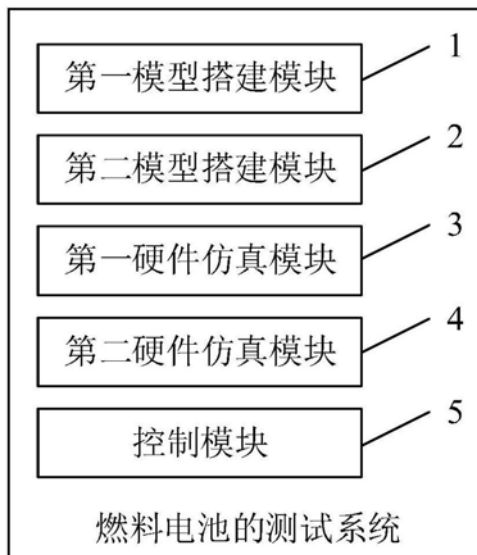 第一模型搭建模块 1
第二模型搭建模块 2
第一硬件仿真模块 3
第二硬件仿真模块 4
控制模块 5
燃料电池的测试系统